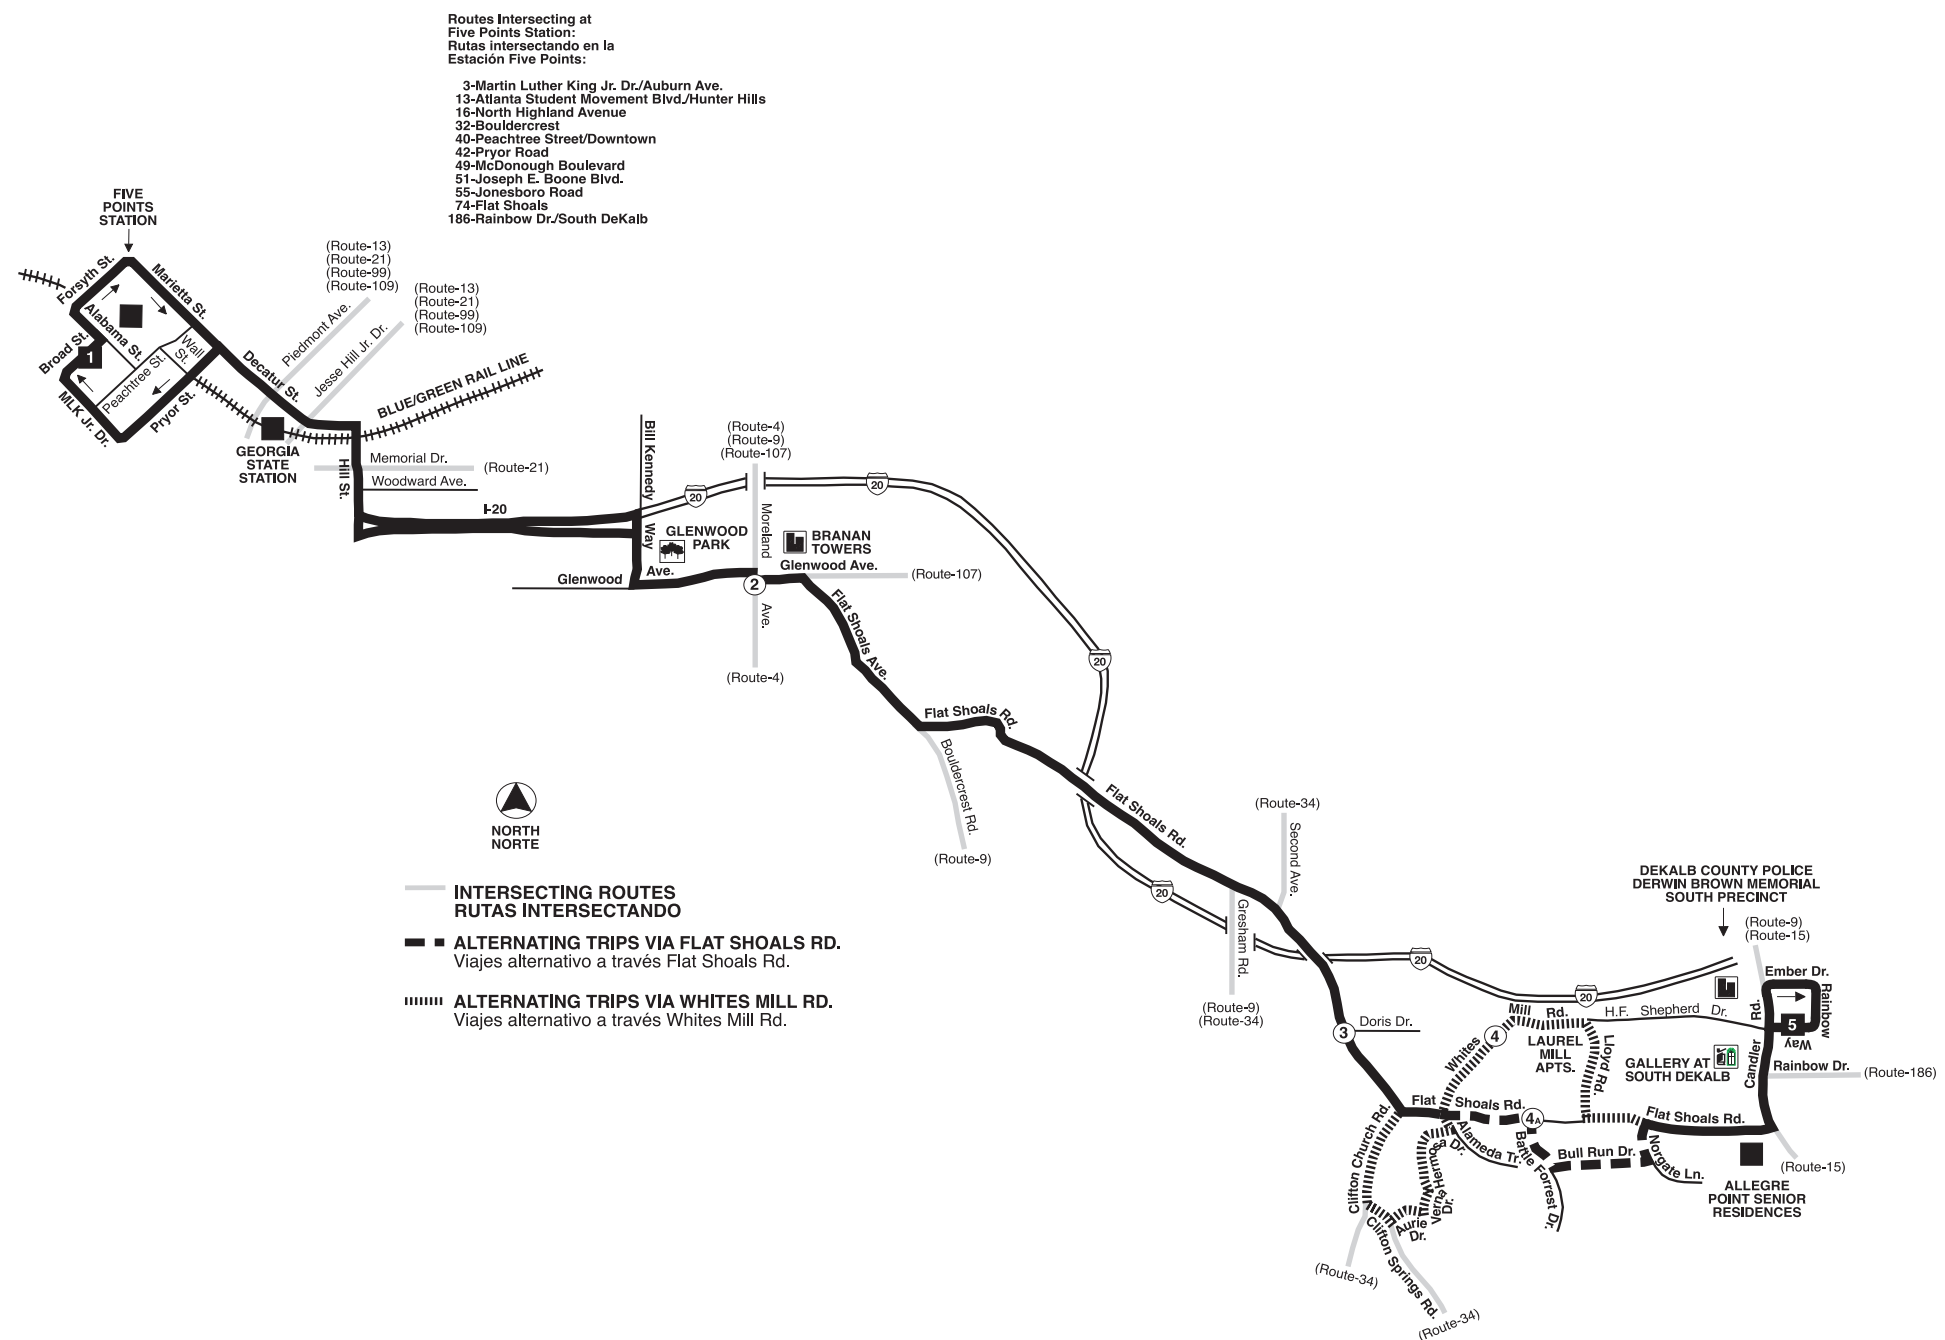 Routes Intersecting at
Five Points Station:
Rutas intersectando en la
Estación Five Points:
3-Martin Luther King Jr. Dr./Auburn Ave.
13-Atlanta Student Movement Blvd./Hunter Hills
16-North Highland Avenue
32-Bouldercrest
40-Peachtree Street/Downtown
42-Pryor Road
49-McDonough Boulevard
51-Joseph E. Boone Blvd.
55-Jonesboro Road
74-Flat Shoals
186-Rainbow Dr./South DeKalb
FIVE
POINTS
STATION
Forsyth St.
Marietta St.
Alabama St.
Broad St.
1
Wall
St.
Peachtree St.
MLK Jr. Dr.
Pryor St.
Decatur St.
(Route-13)
(Route-21)
(Route-99)
(Route-109)
Piedmont Ave.
(Route-13)
(Route-21)
(Route-99)
(Route-109)
Jesse Hill Jr. Dr.
BLUE/GREEN RAIL LINE
GEORGIA
STATE
STATION
Hill St.
Memorial Dr.
(Route-21)
Woodward Ave.
I-20
Bill Kennedy
Way
20
GLENWOOD
PARK
(Route-4)
(Route-9)
(Route-107)
Moreland
Ave.
20
BRANAN
TOWERS
Glenwood
Ave.
2
Glenwood Ave.
(Route-107)
(Route-4)
Flat Shoals Ave.
20
Flat Shoals Rd.
Bouldercrest Rd.
(Route-9)
Flat Shoals Rd.
NORTH
NORTE
INTERSECTING ROUTES
RUTAS INTERSECTANDO
ALTERNATING TRIPS VIA FLAT SHOALS RD.
Viajes alternativo a través Flat Shoals Rd.
ALTERNATING TRIPS VIA WHITES MILL RD.
Viajes alternativo a través Whites Mill Rd.
20
(Route-34)
Second Ave.
Gresham Rd.
(Route-9)
(Route-34)
20
3
Doris Dr.
20
DEKALB COUNTY POLICE
DERWIN BROWN MEMORIAL
SOUTH PRECINCT
(Route-9)
(Route-15)
Ember Dr.
Rainbow
Way
5
Candler
Rd.
Mill
Rd.
H.F.
Shepherd
Dr.
Whites
4
LAUREL
MILL
APTS.
Lloyd Rd.
GALLERY AT
SOUTH DEKALB
Rainbow Dr.
(Route-186)
Flat
Shoals Rd.
4A
Flat Shoals Rd.
Clifton Church Rd.
Verna Hermosa Dr.
Dr.
Alameda Tr.
Battle Forrest Dr.
Bull Run Dr.
Norgate Ln.
(Route-15)
ALLEGRE
POINT SENIOR
RESIDENCES
Aurie
Dr.
Clifton Springs Rd.
(Route-34)
(Route-34)